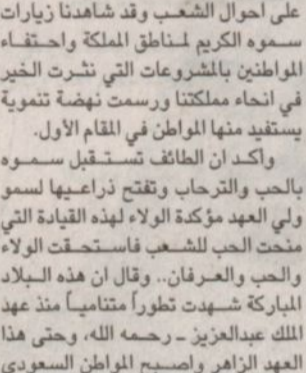 على احوال الشعب وقد شاهدنا زيارات
سموه الكريم لمناطق المملكة واحتفاء
المواطنين بالمشروعات التي نثرت الخير
في انحاء مملكتنا ورسمت نهضة تنموية
يستفيد منها المواطن في المقام الأول.
وأكد ان الطائف تستقبل سموه
بالحب والترحاب وتفتح ذراعيها لسمو
ولي العهد مؤكدة الولاء لهذه القيادة التي
منحت الحب للشعب فاستحقت الولاء
والحب والعرفان.. وقال ان هذه البلاد
المباركة شهدت تطوراً متنامياً منذ عهد
الملك عبدالعزيز ـ رحمه الله، وحتى هذا
العهد الزاهر واصبح المواطن السعودي